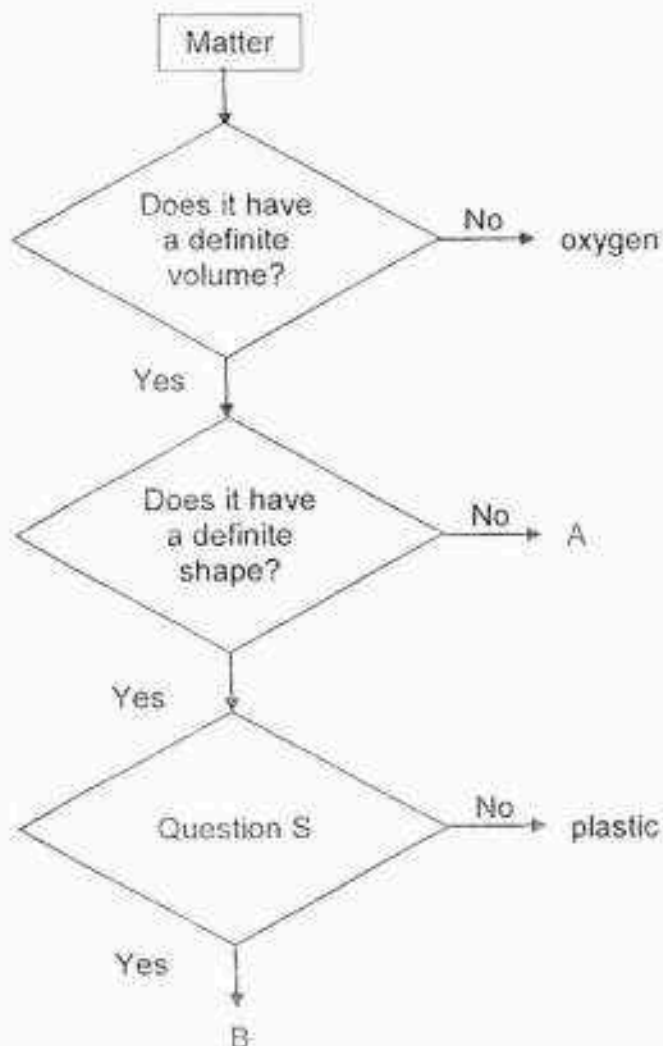 Matter
Does it have
a definite
volume?
No
oxygen
Yes
Does it have
a definite
shape?
No
A
Yes
Question S
No
plastic
Yes
B